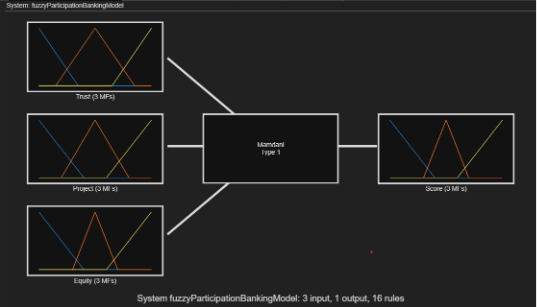 System: fuzzyParticipationBankingModel
Trust (3 MFs)
Mamdani
Type 1
Project (3 MFs)
Score (3 MFs)
Equity (3 MFs)
System fuzzyParticipationBankingModel: 3 input, 1 output, 16 rules